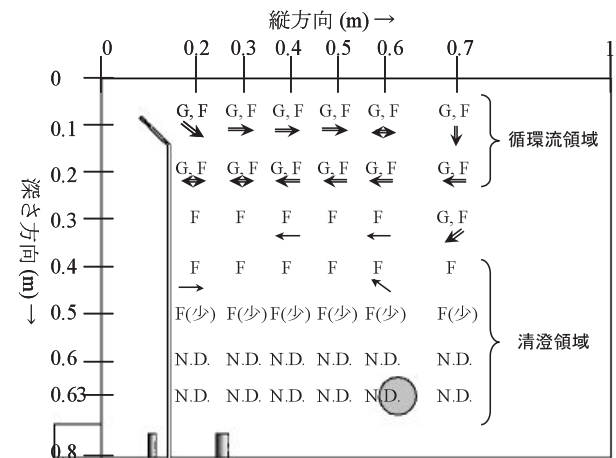 縦方向 (m) →
0 0.2 0.3 0.4 0.5 0.6 0.7 1
0
G, F G, F G, F G, F G, F G, F
0.1
循環流領域
G, F G, F G, F G, F G, F G, F
0.2
深さ方向 (m) →
F F F F F G, F
0.3
F F F F F F
0.4
F(少) F(少) F(少) F(少) F(少) F(少)
0.5
清澄領域
N.D. N.D. N.D. N.D. N.D. N.D.
0.6
N.D. N.D. N.D. N.D. N.D. N.D.
0.63
0.8